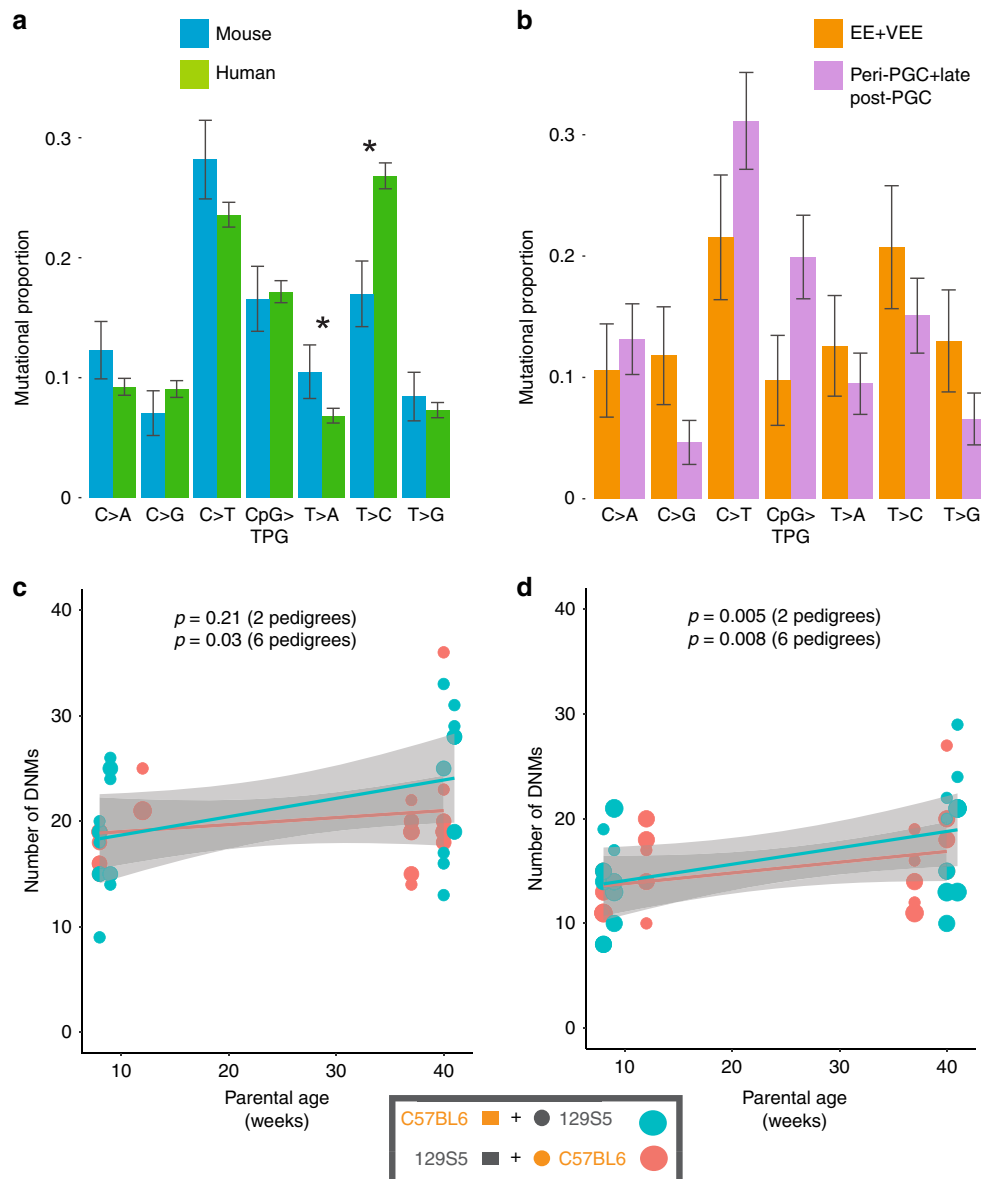 a
Mouse
Human
Mutational proportion
0.3
0.2
0.1
0
*
*
C>A C>G C>T CpG> T>A T>C T>G
TPG
b
EE+VEE
Peri-PGC+late
post-PGC
Mutational proportion
0.3
0.2
0.1
0
C>A C>G C>T CpG> T>A T>C T>G
TPG
c
p = 0.21 (2 pedigrees)
p = 0.03 (6 pedigrees)
Number of DNMs
40
30
20
10
0
10 20 30 40
Parental age
(weeks)
d
p = 0.005 (2 pedigrees)
p = 0.008 (6 pedigrees)
Number of DNMs
40
30
20
10
0
10 20 30 40
Parental age
(weeks)
C57BL6 + 129S5
129S5 + C57BL6